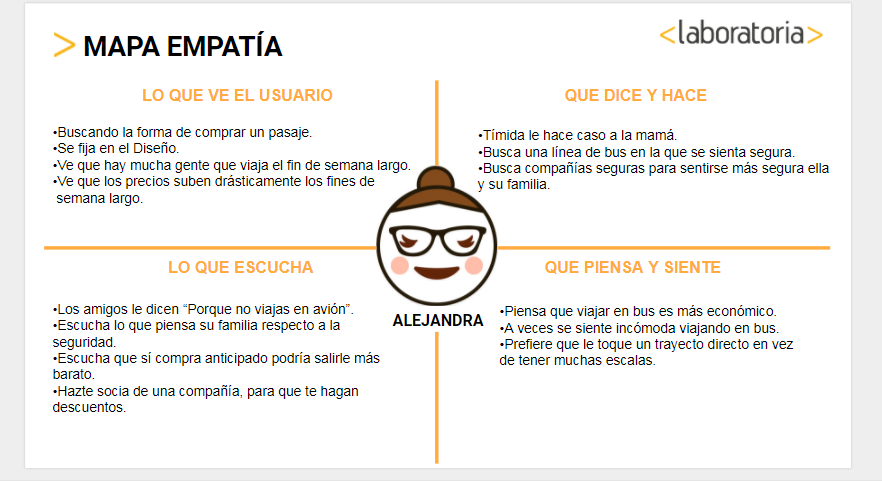 > MAPA EMPATÍA
<laboratoria>
LO QUE VE EL USUARIO
•Buscando la forma de comprar un pasaje.
•Se fija en el Diseño.
•Ve que hay mucha gente que viaja el fin de semana largo.
•Ve que los precios suben drásticamente los fines de
semana largo.
QUE DICE Y HACE
•Tímida le hace caso a la mamá.
•Busca una línea de bus en la que se sienta segura.
•Busca compañías seguras para sentirse más segura ella
y su familia.
LO QUE ESCUCHA
•Los amigos le dicen “Porque no viajas en avión”.
•Escucha lo que piensa su familia respecto a la
seguridad.
•Escucha que sí compra anticipado podría salirle más
barato.
•Hazte socia de una compañía, para que te hagan
descuentos.
QUE PIENSA Y SIENTE
•Piensa que viajar en bus es más económico.
•A veces se siente incómoda viajando en bus.
•Prefiere que le toque un trayecto directo en vez
de tener muchas escalas.
ALEJANDRA